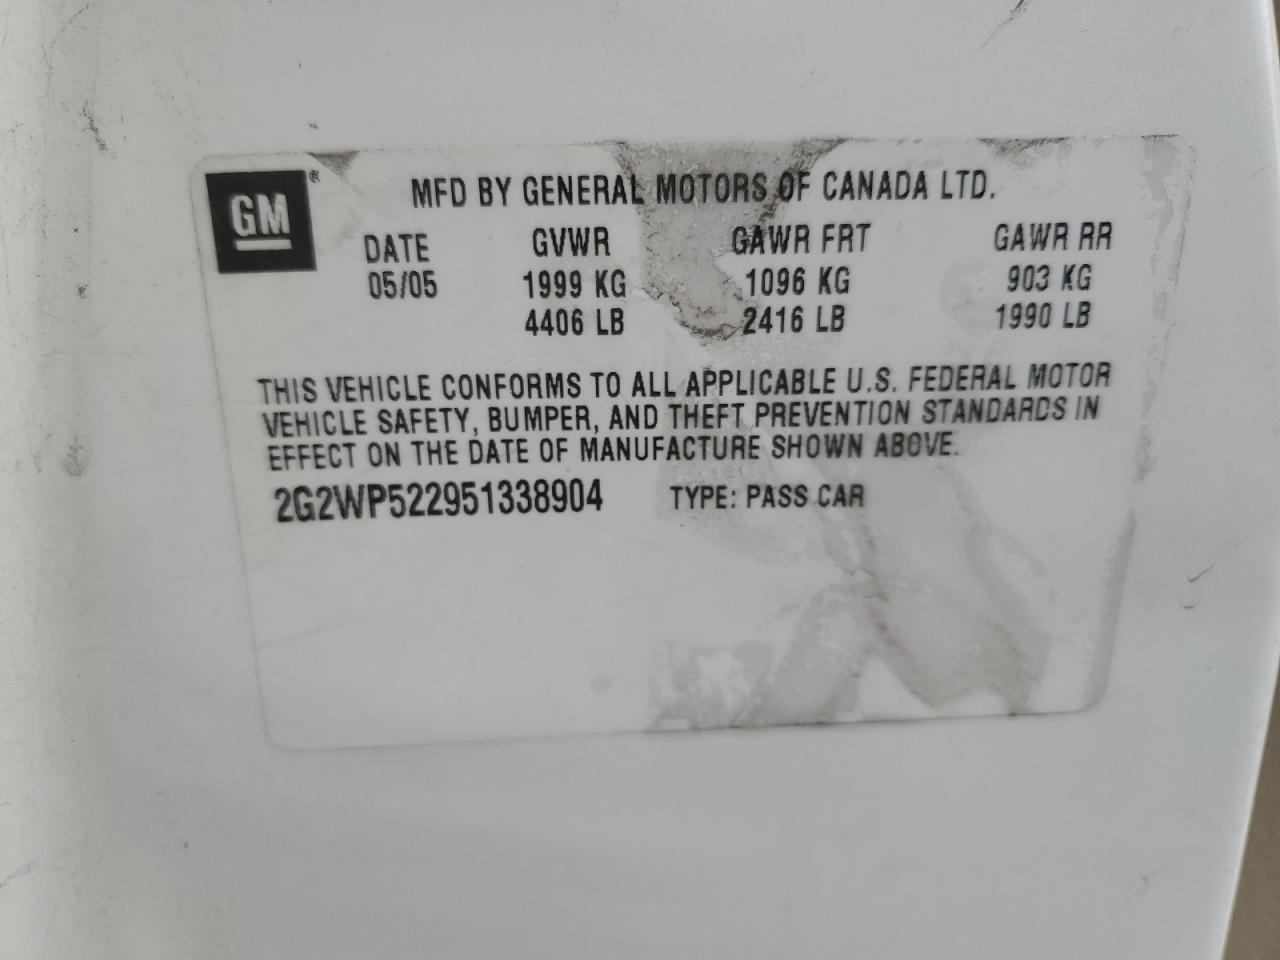 GM ®
MFD BY GENERAL MOTORS OF CANADA LTD.
DATE GVWR GAWR FRT GAWR RR
05/05 1999 KG 1096 KG 903 KG
4406 LB 2416 LB 1990 LB
THIS VEHICLE CONFORMS TO ALL APPLICABLE U.S. FEDERAL MOTOR
VEHICLE SAFETY, BUMPER, AND THEFT PREVENTION STANDARDS IN
EFFECT ON THE DATE OF MANUFACTURE SHOWN ABOVE.
2G2WP522951338904 TYPE: PASS CAR